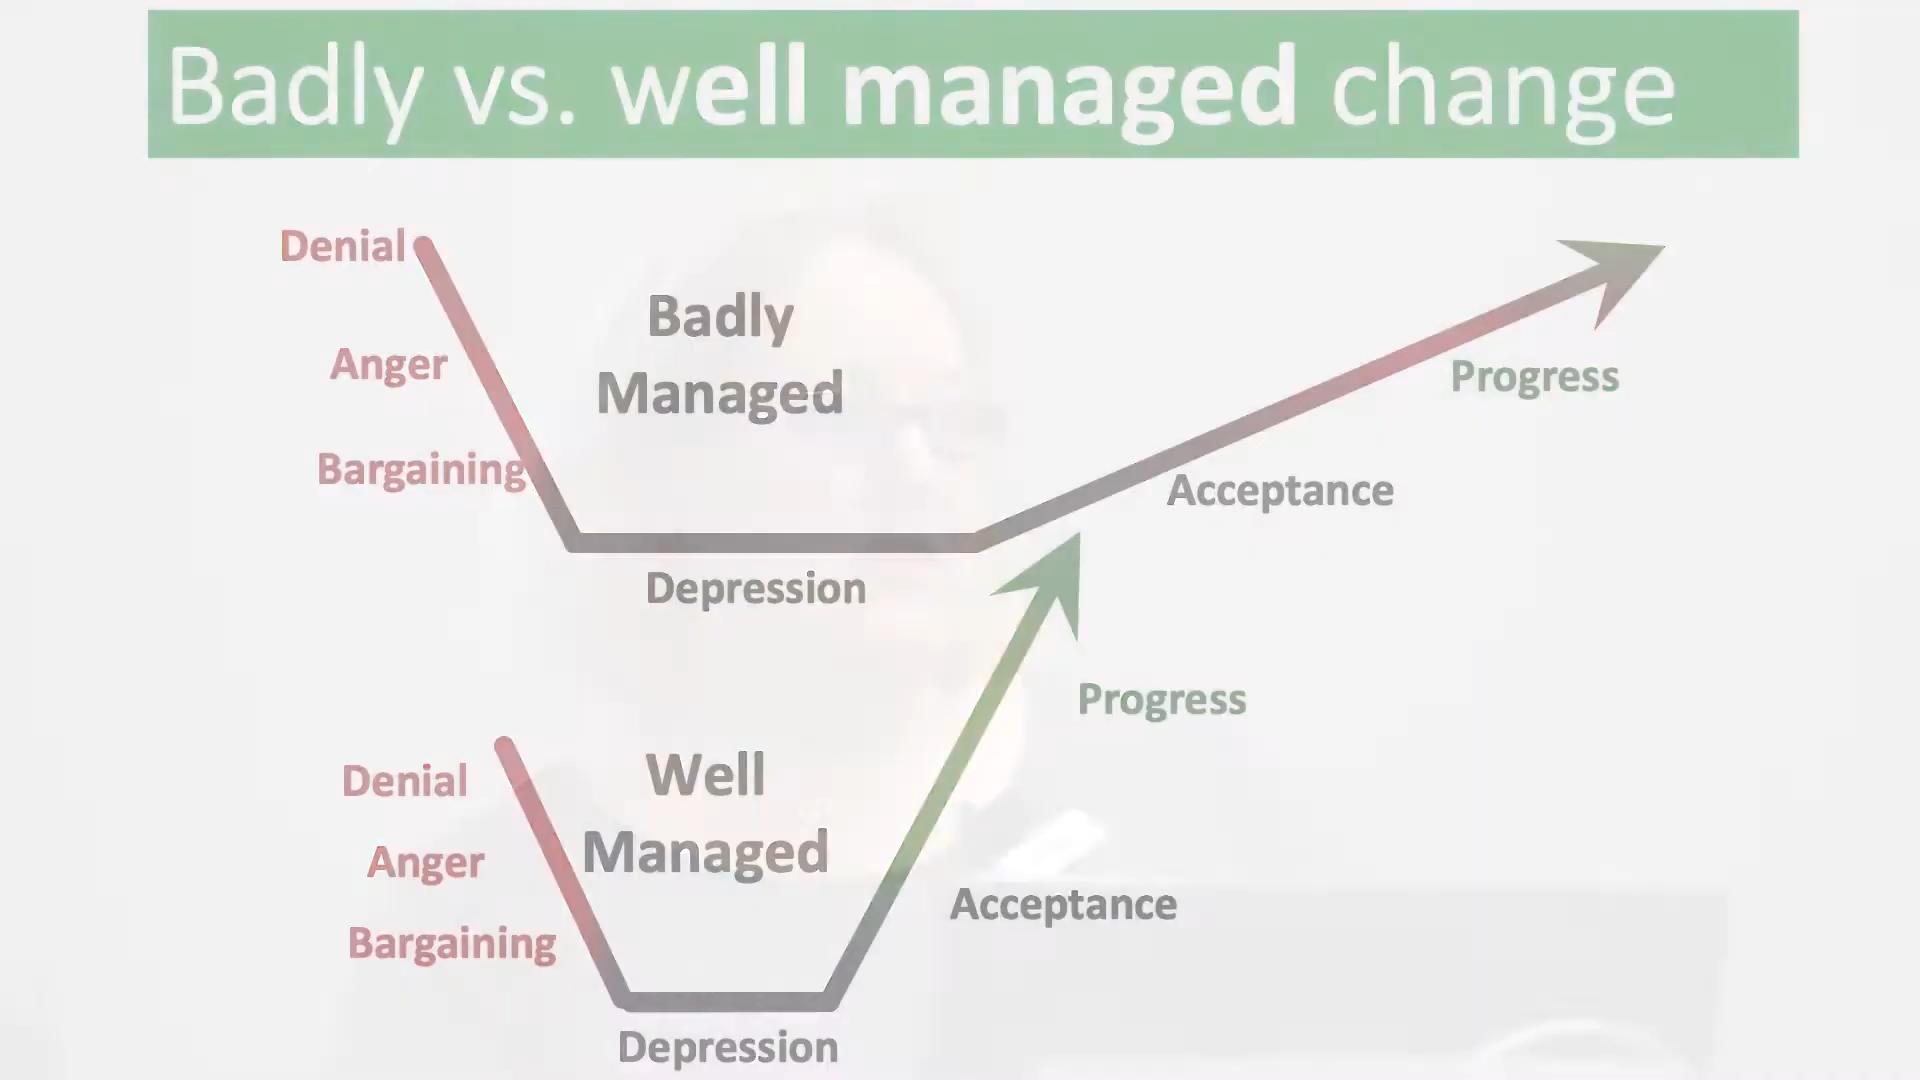 Badly vs. well managed change
Denial
Badly
Managed
Anger
Progress
Bargaining
Acceptance
Depression
Progress
Well
Managed
Denial
Anger
Acceptance
Bargaining
Depression